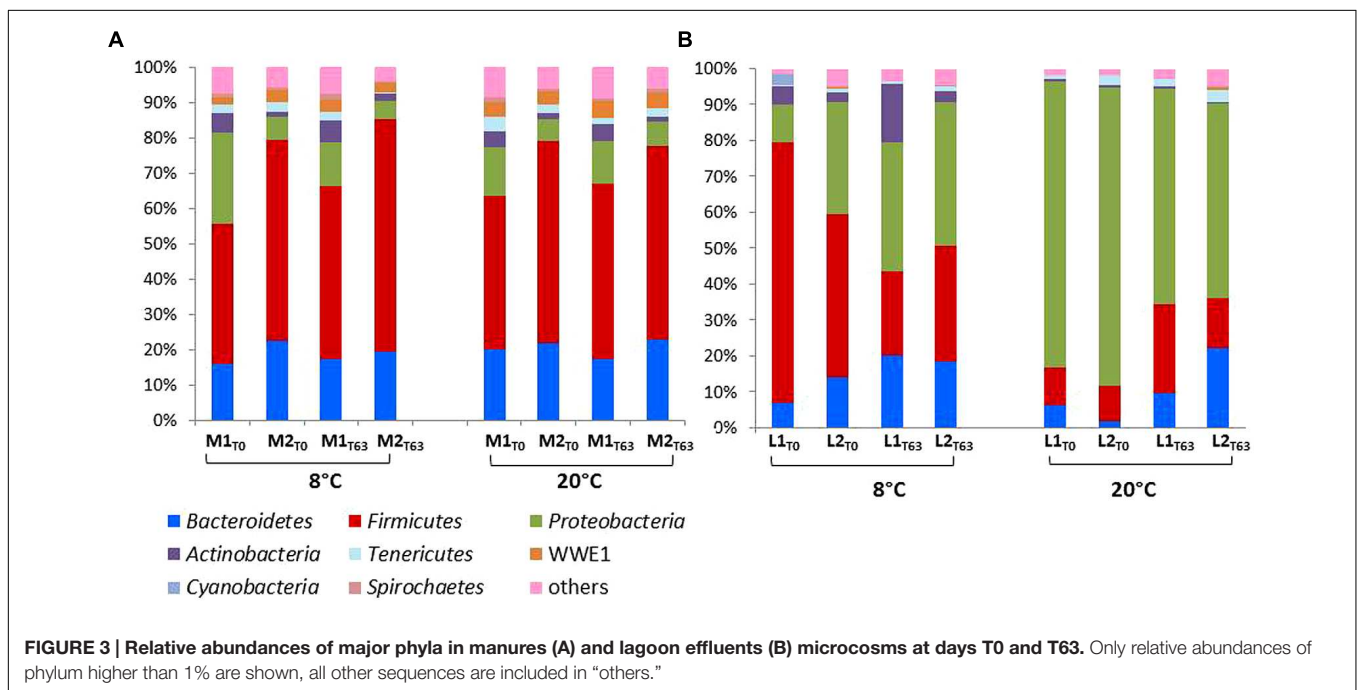 A
100%
90%
80%
70%
60%
50%
40%
30%
20%
10%
0%
M1T0 M2T0 M1T63 M2T63 M1T0 M2T0 M1T63 M2T63
8°C 20°C
B
100%
90%
80%
70%
60%
50%
40%
30%
20%
10%
0%
L1T0 L2T0 L1T63 L2T63 L1T0 L2T0 L1T63 L2T63
8°C 20°C
Bacteroidetes Firmicutes Proteobacteria
Actinobacteria Tenericutes WWE1
Cyanobacteria Spirochaetes others
FIGURE 3 | Relative abundances of major phyla in manures (A) and lagoon effluents (B) microcosms at days T0 and T63. Only relative abundances of
phylum higher than 1% are shown, all other sequences are included in “others.”